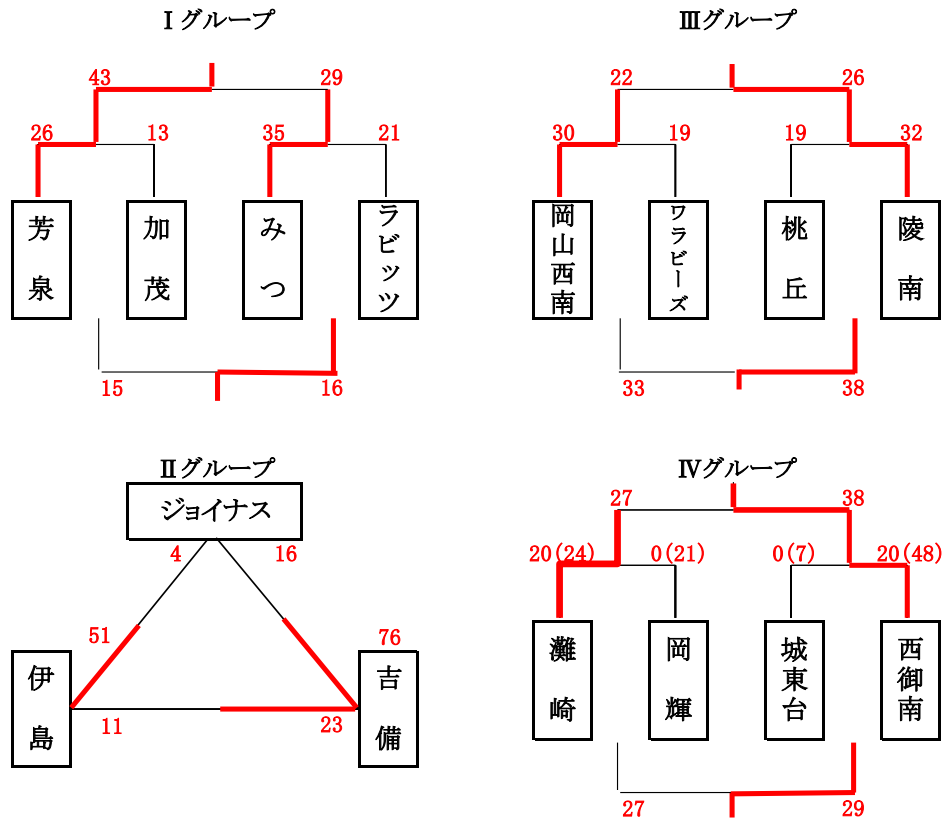 Ⅰグループ
43 29
26 13 35 21
芳泉 加茂 みつ ラビッツ
15 16
Ⅲグループ
22 26
30 19 19 32
岡山西南 ワラビーズ 桃丘 陵南
33 38
Ⅱグループ
ジョイナス
4 16
51 76
伊島 吉備
11 23
Ⅳグループ
27 38
20(24) 0(21) 0(7) 20(48)
灘崎 岡輝 城東台 西御南
27 29